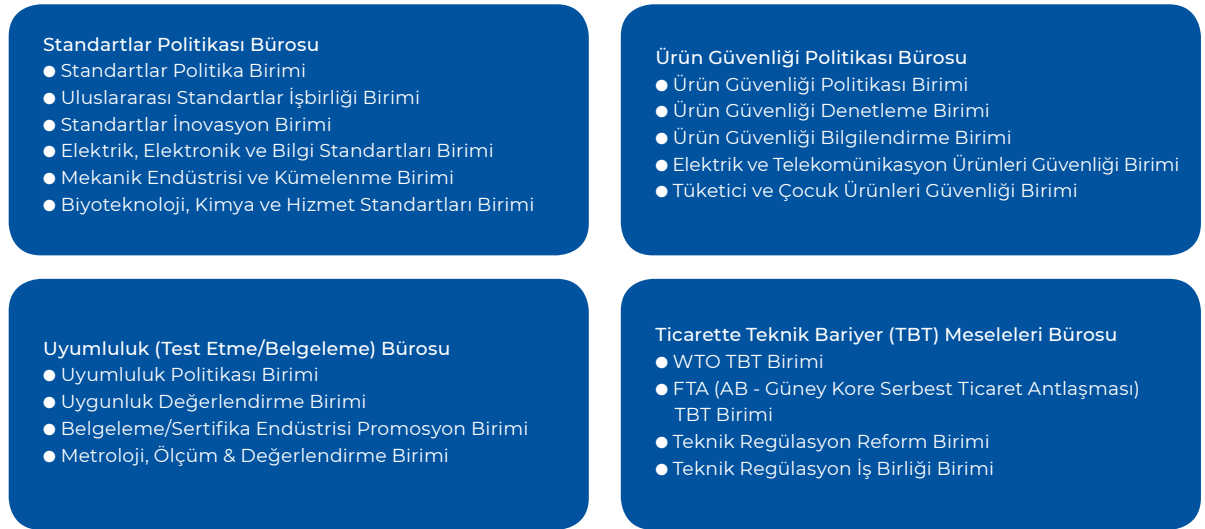 Standartlar Politikası Bürosu
● Standartlar Politika Birimi
● Uluslararası Standartlar İşbirliği Birimi
● Standartlar İnovasyon Birimi
● Elektrik, Elektronik ve Bilgi Standartları Birimi
● Mekanik Endüstrisi ve Kümelenme Birimi
● Biyoteknoloji, Kimya ve Hizmet Standartları Birimi
Ürün Güvenliği Politikası Bürosu
● Ürün Güvenliği Politikası Birimi
● Ürün Güvenliği Denetleme Birimi
● Ürün Güvenliği Bilgilendirme Birimi
● Elektrik ve Telekomünikasyon Ürünleri Güvenliği Birimi
● Tüketici ve Çocuk Ürünleri Güvenliği Birimi
Uyumluluk (Test Etme/Belgeleme) Bürosu
● Uyumluluk Politikası Birimi
● Uygunluk Değerlendirme Birimi
● Belgeleme/Sertifika Endüstrisi Promosyon Birimi
● Metroloji, Ölçüm & Değerlendirme Birimi
Ticarette Teknik Bariyer (TBT) Meseleleri Bürosu
● WTO TBT Birimi
● FTA (AB - Güney Kore Serbest Ticaret Antlaşması)
TBT Birimi
● Teknik Regülasyon Reform Birimi
● Teknik Regülasyon İş Birliği Birimi